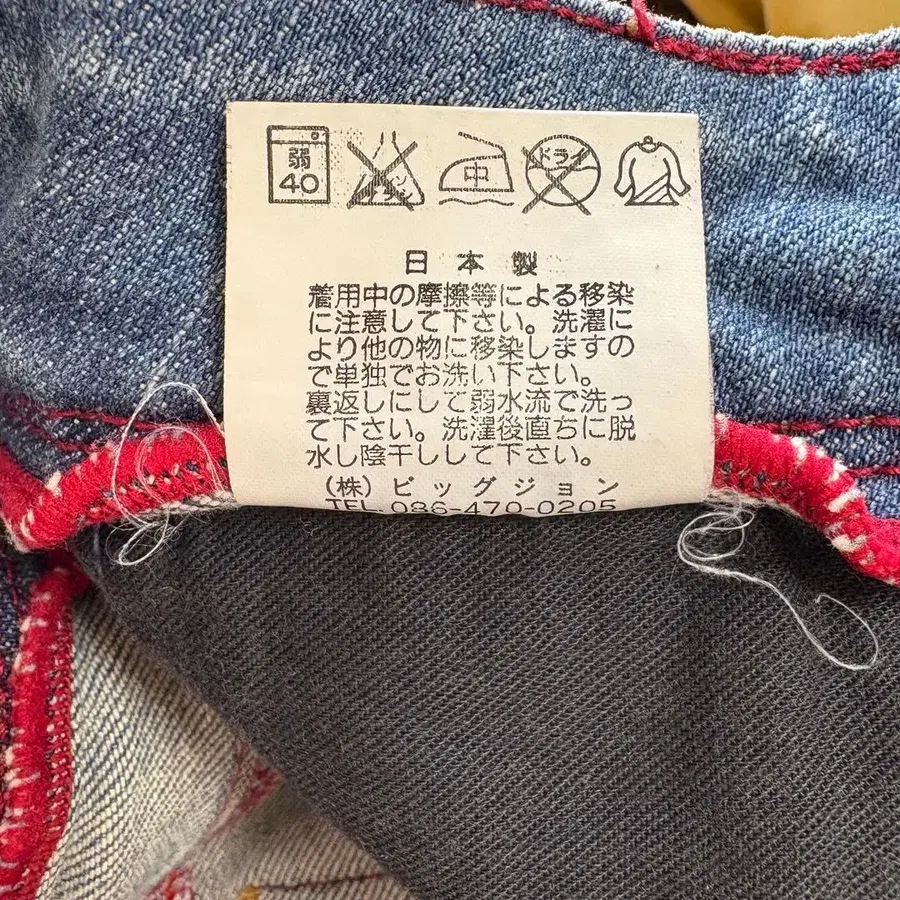 弱
40
中
ドライ
日本製
着用中の摩擦等による移染
に注意して下さい。洗濯に
より他の物に移染しますの
で単独でお洗い下さい。
裏返しにして弱水流で洗っ
て下さい。洗濯後直ちに脱
水し陰干しして下さい。
(株) ビッグジョン
TEL. 086-470-0205